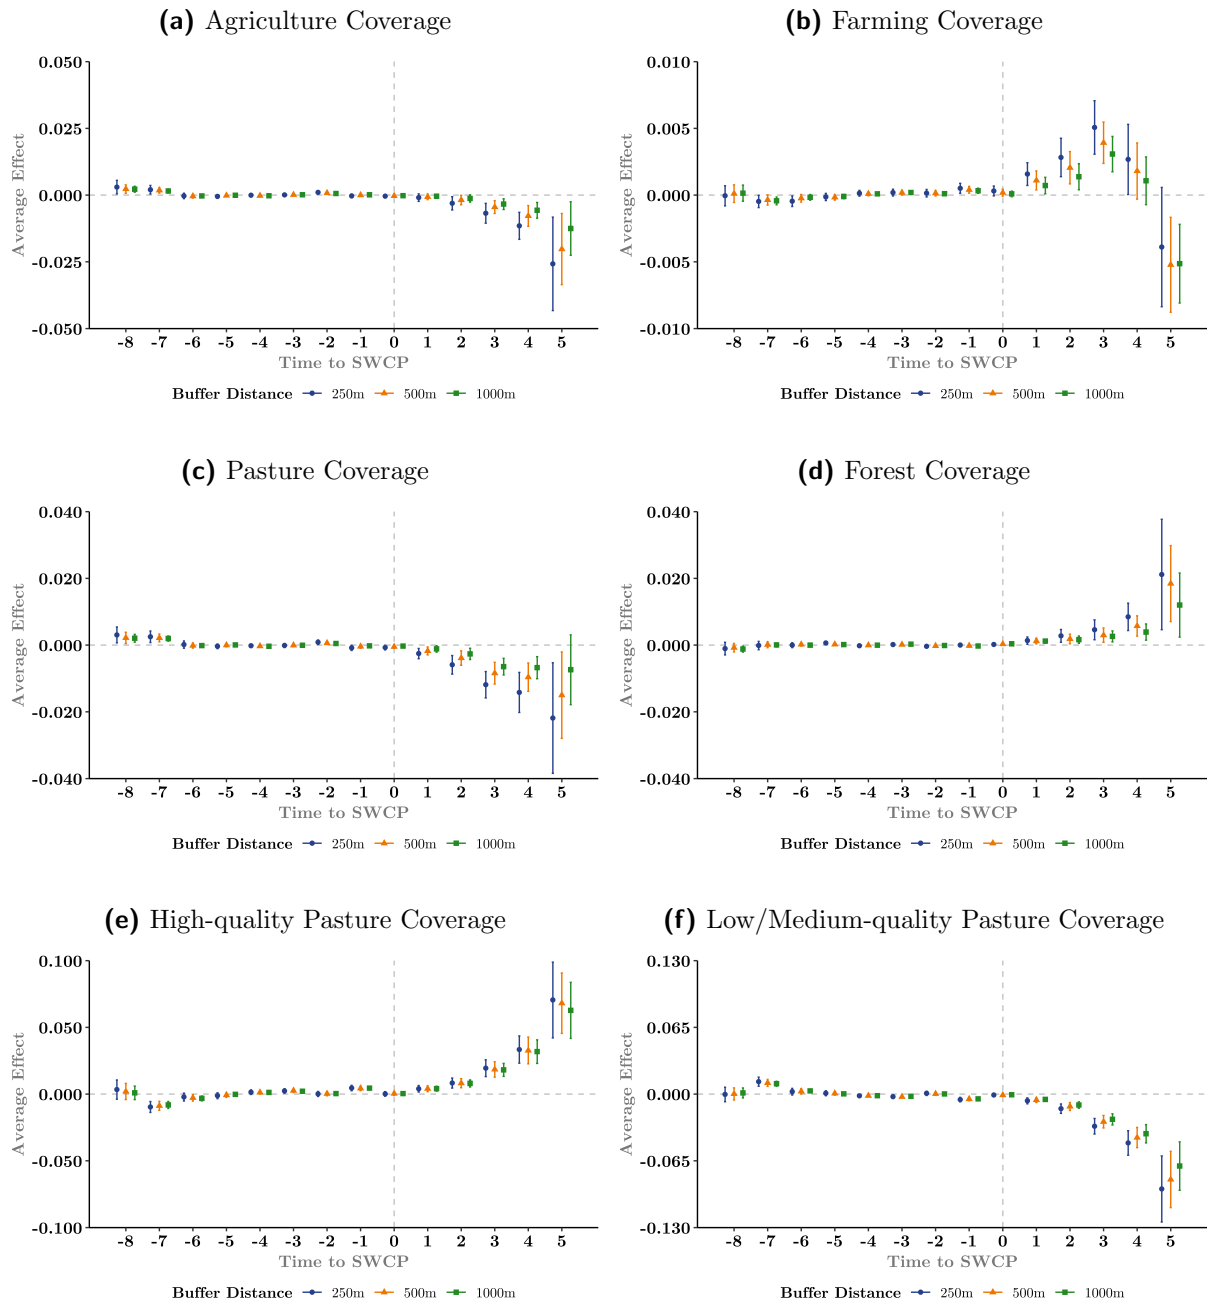 (a) Agriculture Coverage
0.050
0.025
0.000
-0.025
-0.050
Average Effect
-8 -7 -6 -5 -4 -3 -2 -1 0 1 2 3 4 5
Time to SWCP
Buffer Distance 250m 500m 1000m
(b) Farming Coverage
0.010
0.005
0.000
-0.005
-0.010
Average Effect
-8 -7 -6 -5 -4 -3 -2 -1 0 1 2 3 4 5
Time to SWCP
Buffer Distance 250m 500m 1000m
(c) Pasture Coverage
0.040
0.020
0.000
-0.020
-0.040
Average Effect
-8 -7 -6 -5 -4 -3 -2 -1 0 1 2 3 4 5
Time to SWCP
Buffer Distance 250m 500m 1000m
(d) Forest Coverage
0.040
0.020
0.000
-0.020
-0.040
Average Effect
-8 -7 -6 -5 -4 -3 -2 -1 0 1 2 3 4 5
Time to SWCP
Buffer Distance 250m 500m 1000m
(e) High-quality Pasture Coverage
0.100
0.050
0.000
-0.050
-0.100
Average Effect
-8 -7 -6 -5 -4 -3 -2 -1 0 1 2 3 4 5
Time to SWCP
Buffer Distance 250m 500m 1000m
(f) Low/Medium-quality Pasture Coverage
0.130
0.065
0.000
-0.065
-0.130
Average Effect
-8 -7 -6 -5 -4 -3 -2 -1 0 1 2 3 4 5
Time to SWCP
Buffer Distance 250m 500m 1000m